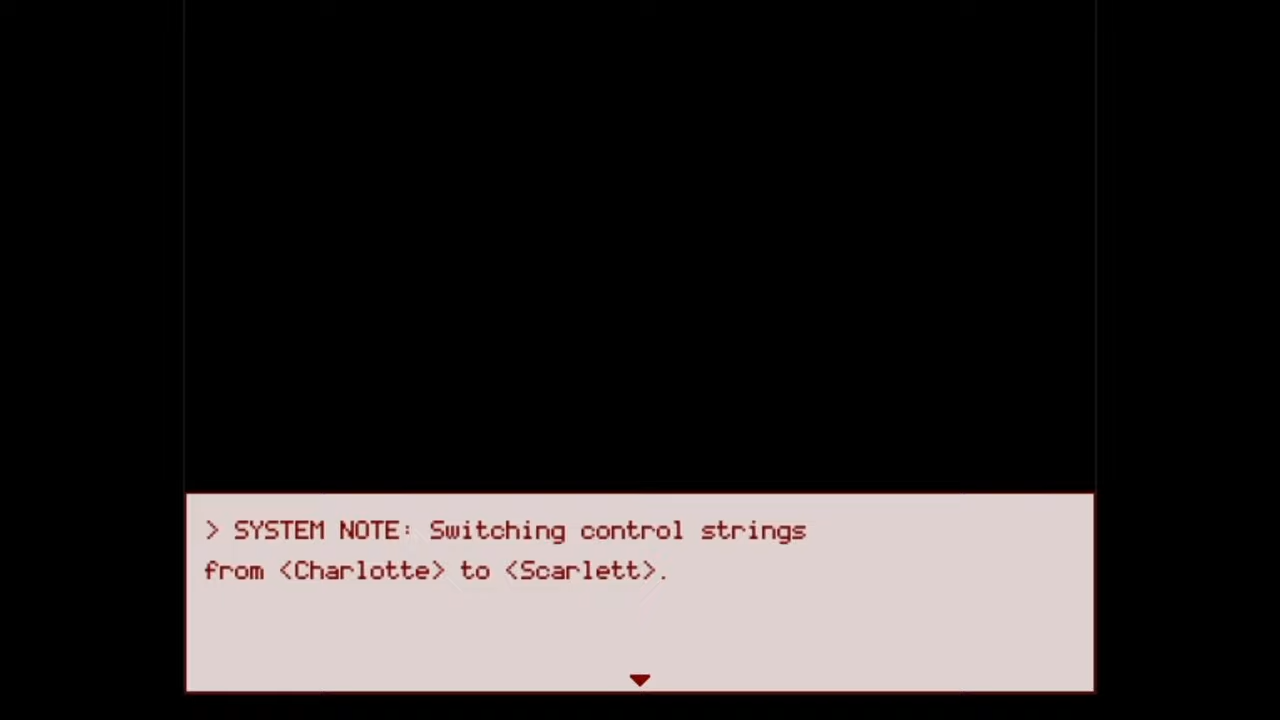 > SYSTEM NOTE: Switching control strings
from <Charlotte> to <Scarlett>.